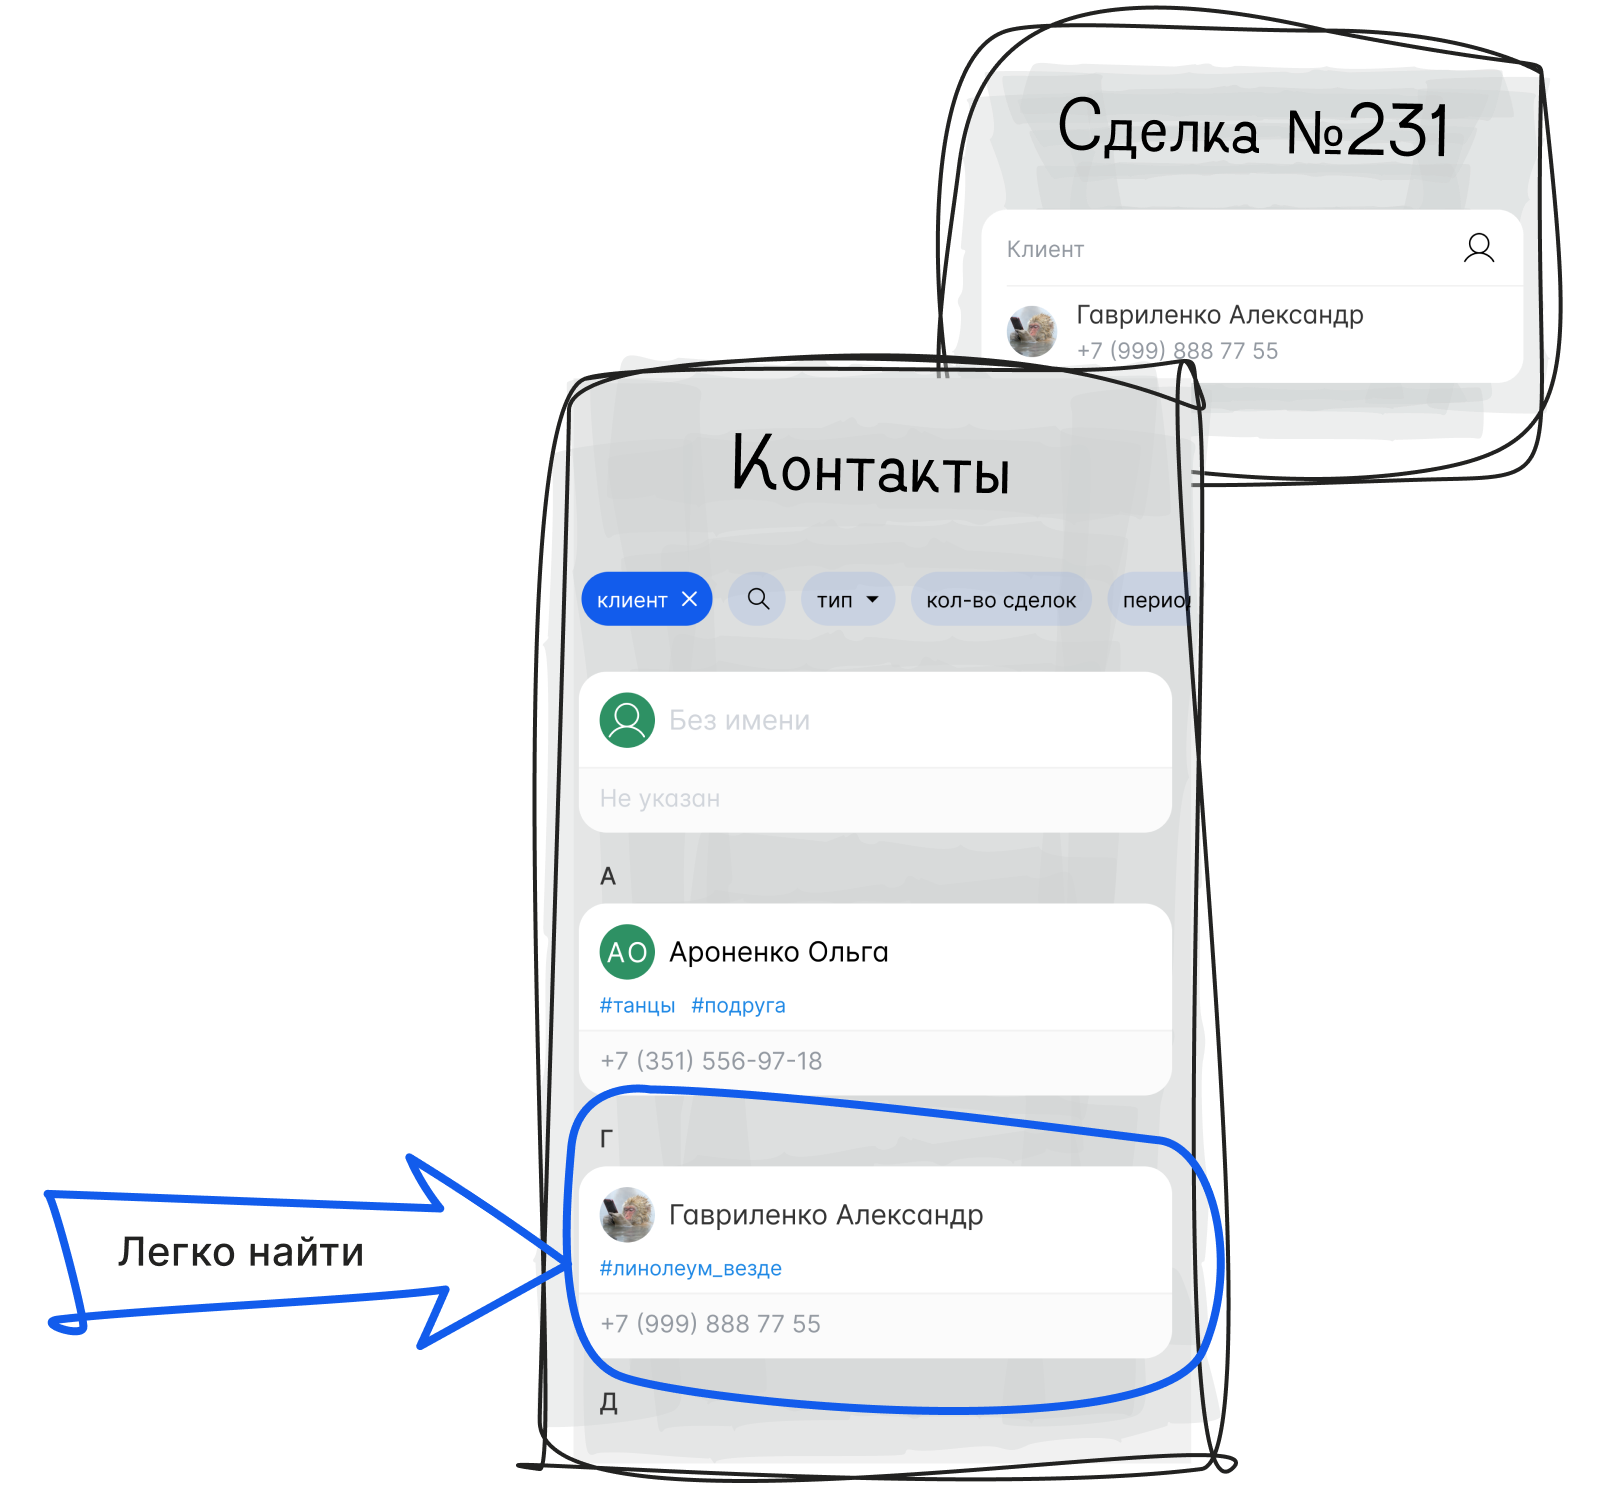 Сделка №231
Клиент
Гавриленко Александр
+7 (999) 888 77 55
Контакты
клиент тип кол-во сделок перио
Без имени
Не указан
А
АО Ароненко Ольга
#танцы #подруга
+7 (351) 556-97-18
Г
Гавриленко Александр
#линолеум_везде
+7 (999) 888 77 55
Д
Легко найти